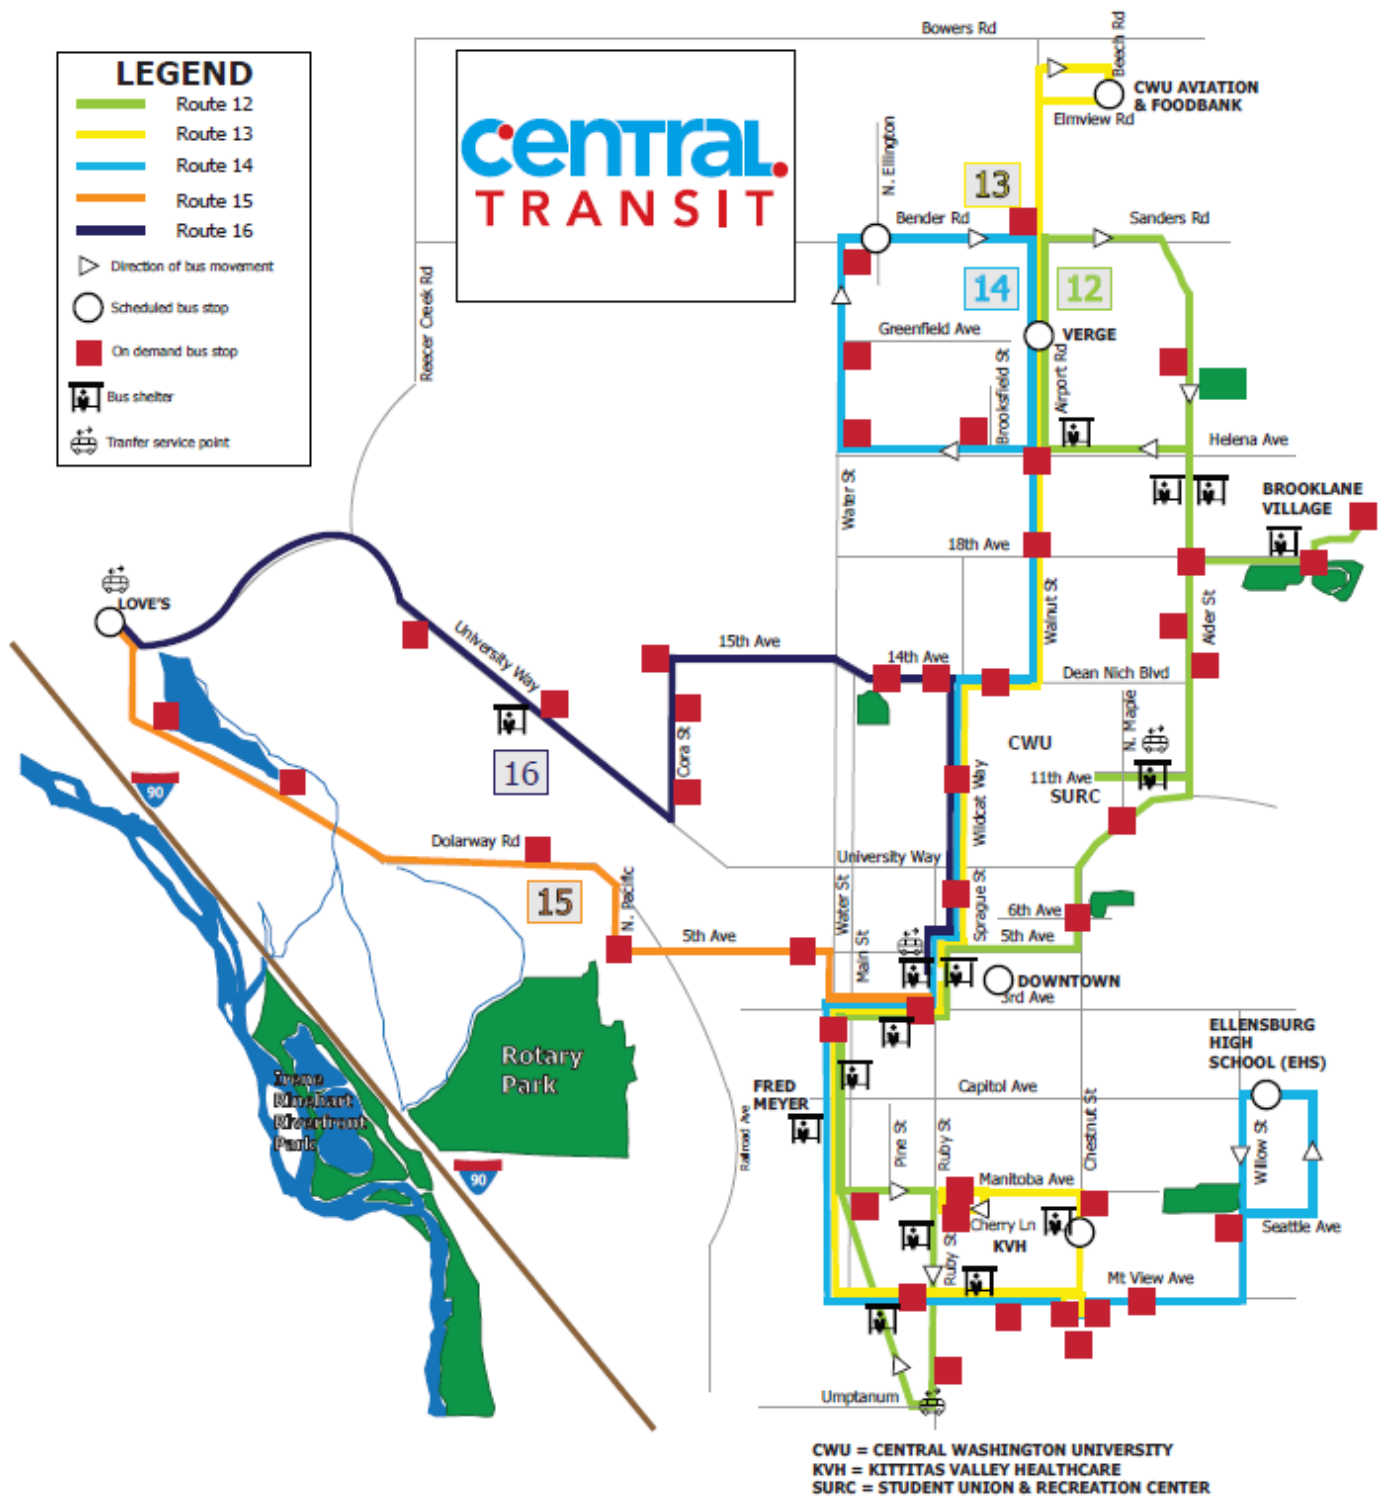 LEGEND
Route 12
Route 13
Route 14
Route 15
Route 16
Direction of bus movement
Scheduled bus stop
On demand bus stop
Bus shelter
Tranfer service point
CENTRAL.
TRANSIT
Bowers Rd
Beech Rd
CWU AVIATION
& FOODBANK
Elmview Rd
N. Ellington
13
Bender Rd
Sanders Rd
Reecer Creek Rd
14
12
Greenfield Ave
VERGE
Airport Rd
Brooksfield St
Helena Ave
Water St
BROOKLANE
VILLAGE
18th Ave
LOVE'S
University Way
Walnut St
Alder St
15th Ave
14th Ave
Dean Nich Blvd
N. Maple
CWU
Cora St
16
11th Ave
SURC
Wildcat Way
90
Dolarway Rd
University Way
15
N. Pacific
Water St
Sprague St
6th Ave
5th Ave
5th Ave
Main St
DOWNTOWN
3rd Ave
ELLENSBURG
HIGH
SCHOOL (EHS)
Rotary
Park
Irene
Rinehart
Riverfront
Park
FRED
MEYER
Capitol Ave
Railroad Ave
Pine St
Ruby St
Chestnut St
Willow St
90
Manitoba Ave
Cherry Ln
KVH
Seattle Ave
Ruby St
Mt View Ave
Umptanum
CWU = CENTRAL WASHINGTON UNIVERSITY
KVH = KITTITAS VALLEY HEALTHCARE
SURC = STUDENT UNION & RECREATION CENTER